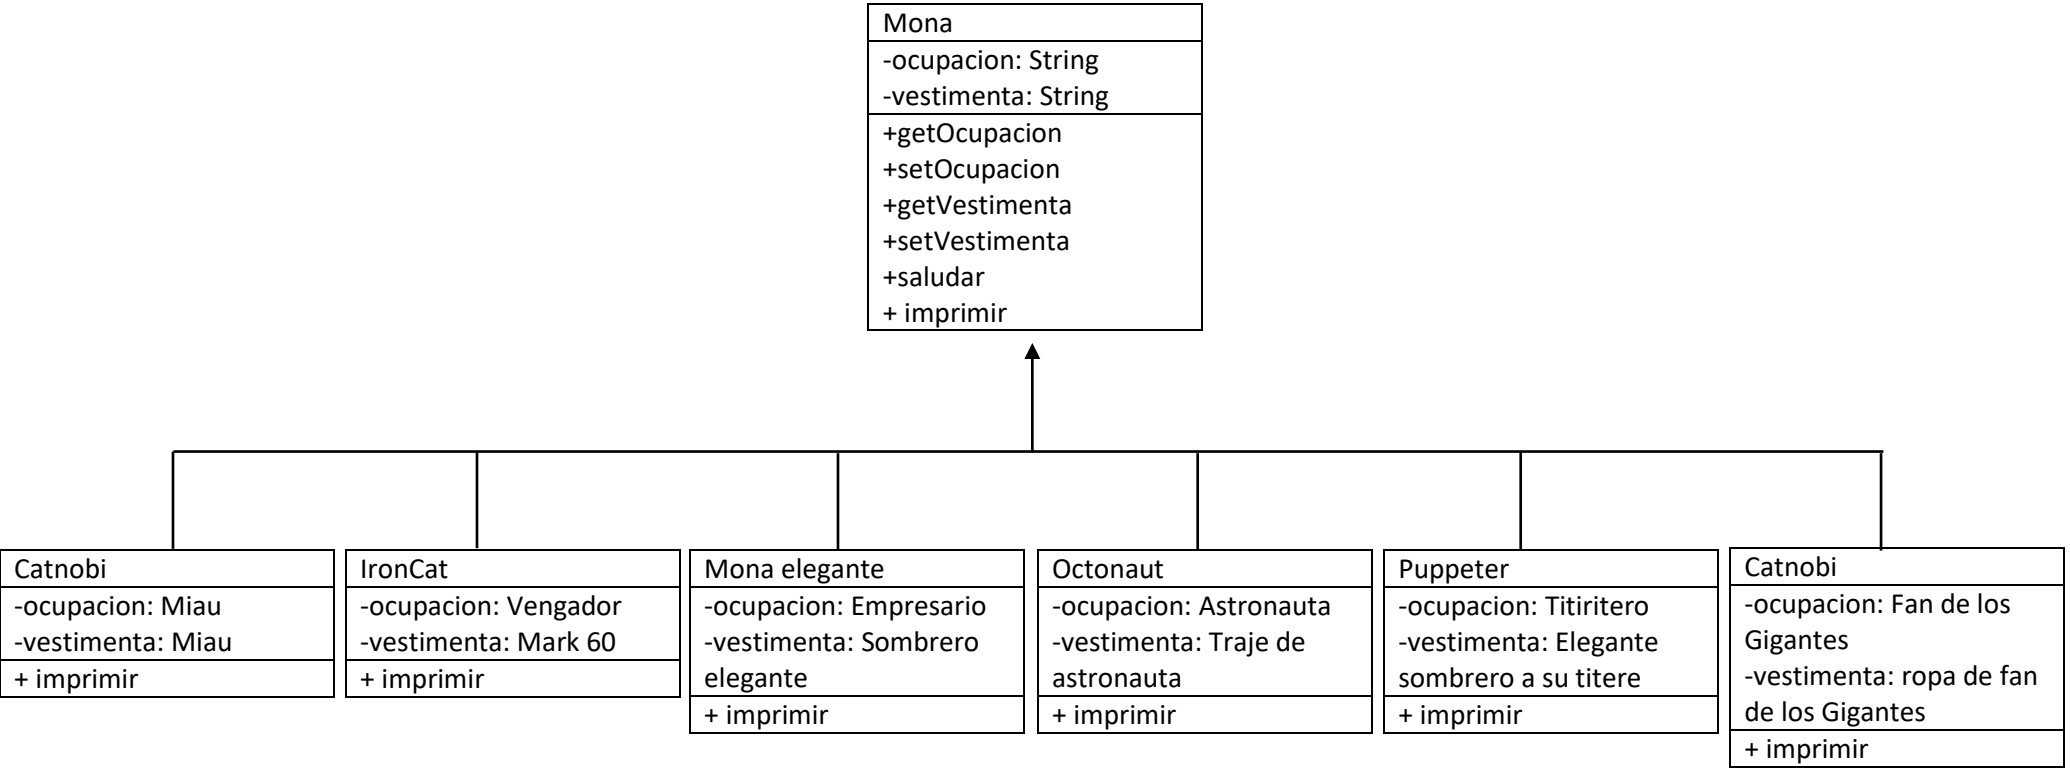 Mona
-ocupacion: String
-vestimenta: String
+getOcupacion
+setOcupacion
+getVestimenta
+setVestimenta
+saludar
+ imprimir
Catnobi
-ocupacion: Miau
-vestimenta: Miau
+ imprimir
IronCat
-ocupacion: Vengador
-vestimenta: Mark 60
+ imprimir
Mona elegante
-ocupacion: Empresario
-vestimenta: Sombrero
elegante
+ imprimir
Octonaut
-ocupacion: Astronauta
-vestimenta: Traje de
astronauta
+ imprimir
Puppeter
-ocupacion: Titiritero
-vestimenta: Elegante
sombrero a su titere
+ imprimir
Catnobi
-ocupacion: Fan de los
Gigantes
-vestimenta: ropa de fan
de los Gigantes
+ imprimir